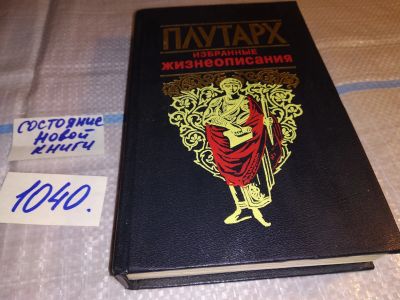 ПЛУТАРХ
ИЗБРАННЫЕ
ЖИЗНЕОПИСАНИЯ
СОСТОЯНИЕ
НОВОЙ
КНИГИ
1040.